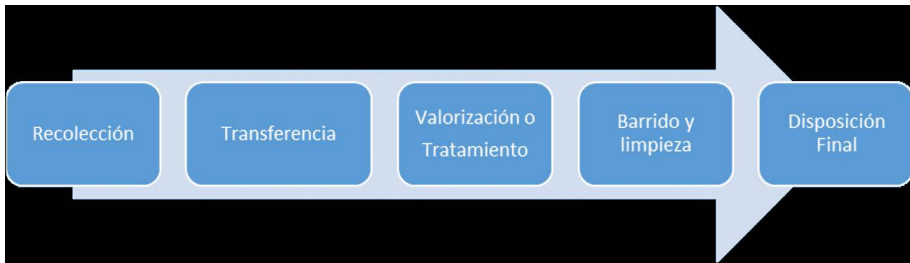 Recolección
Transferencia
Valorización o
Tratamiento
Barrido y
limpieza
Disposición
Final